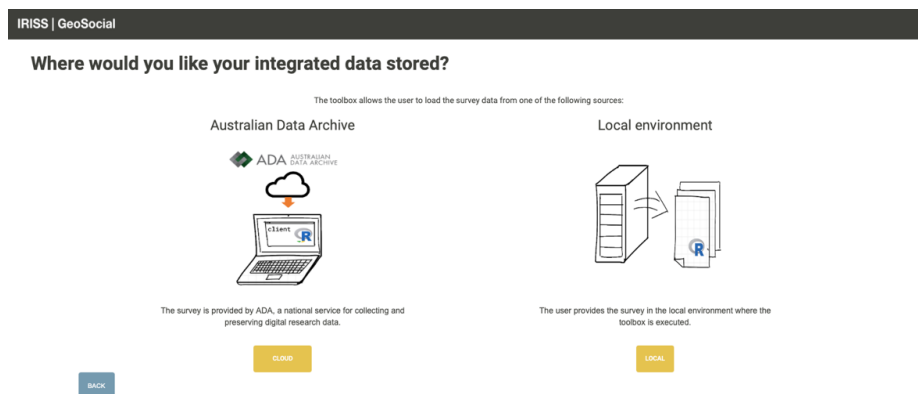 IRISS | GeoSocial
Where would you like your integrated data stored?
The toolbox allows the user to load the survey data from one of the following sources:
Australian Data Archive
ADA AUSTRALIAN
DATA ARCHIVE
client
R
The survey is provided by ADA, a national service for collecting and
preserving digital research data.
CLOUD
Local environment
R
The user provides the survey in the local environment where the
toolbox is executed.
LOCAL
BACK